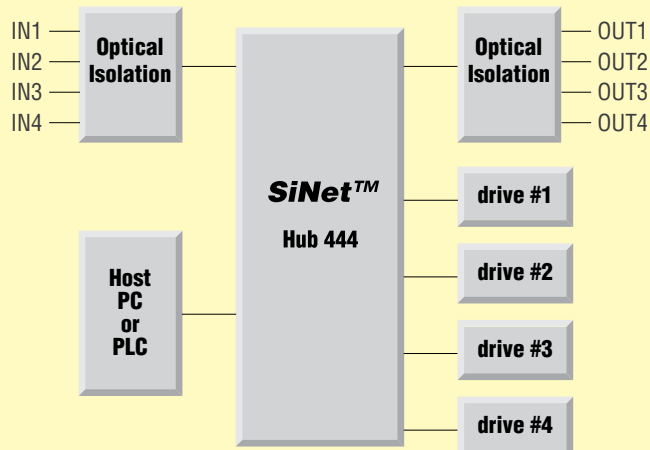 IN1
IN2
IN3
IN4
Optical
Isolation
Optical
Isolation
OUT1
OUT2
OUT3
OUT4
SiNet™
Hub 444
Host
PC
or
PLC
drive #1
drive #2
drive #3
drive #4